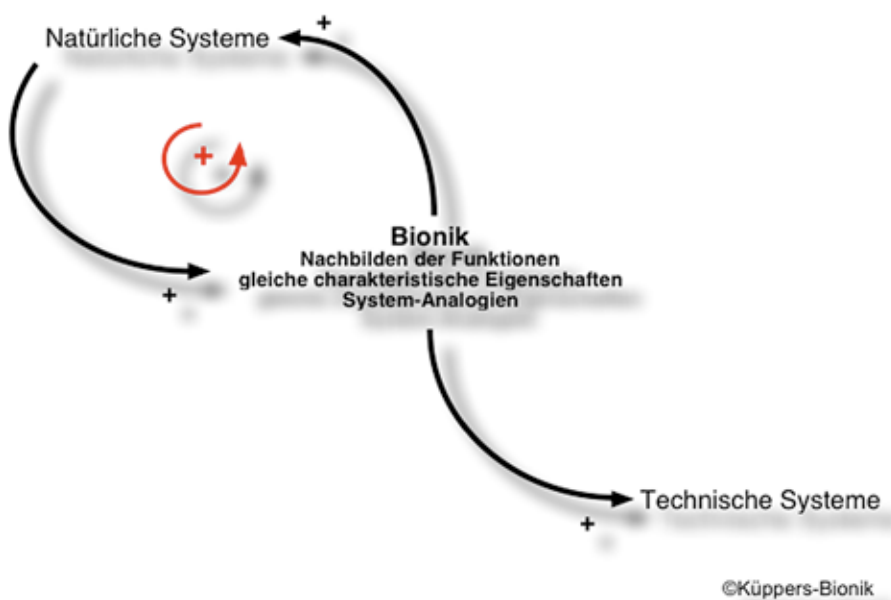 +
Natürliche Systeme
+
Bionik
Nachbilden der Funktionen
gleiche charakteristische Eigenschaften
System-Analogien
+
Technische Systeme
+
©Küppers-Bionik